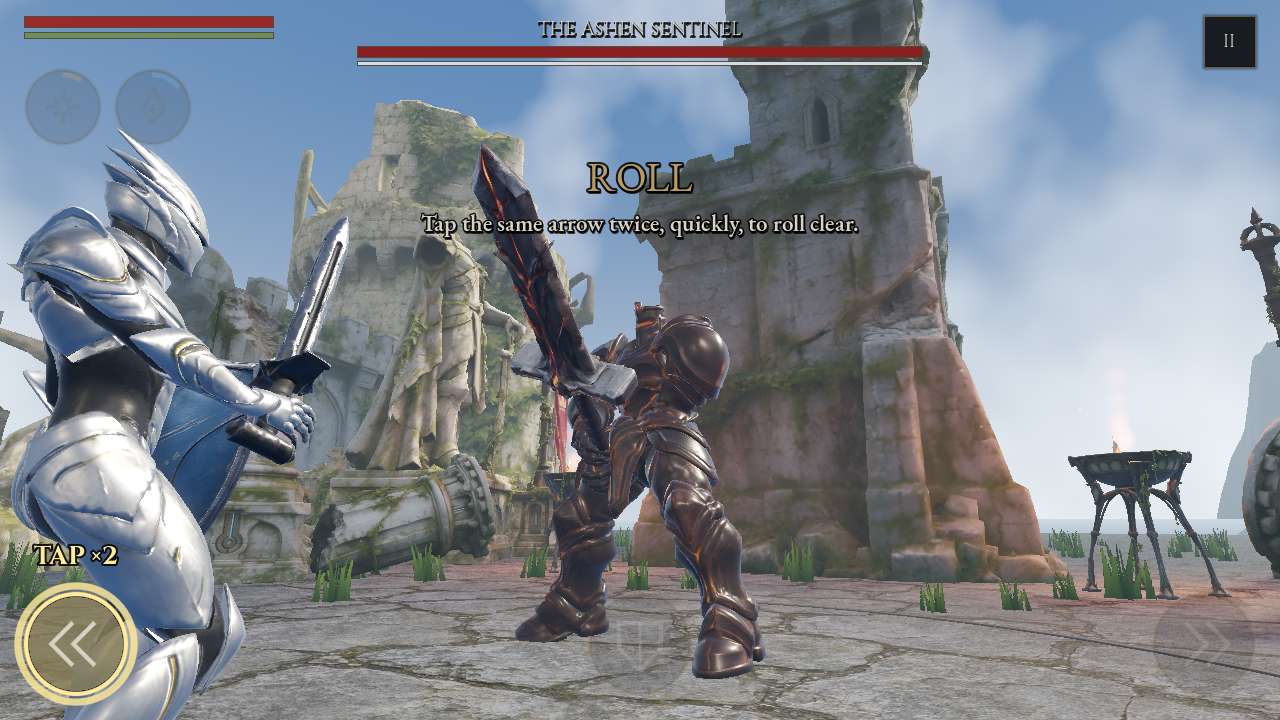 THE ASHEN SENTINEL
ROLL
Tap the same arrow twice, quickly, to roll clear.
TAP ×2